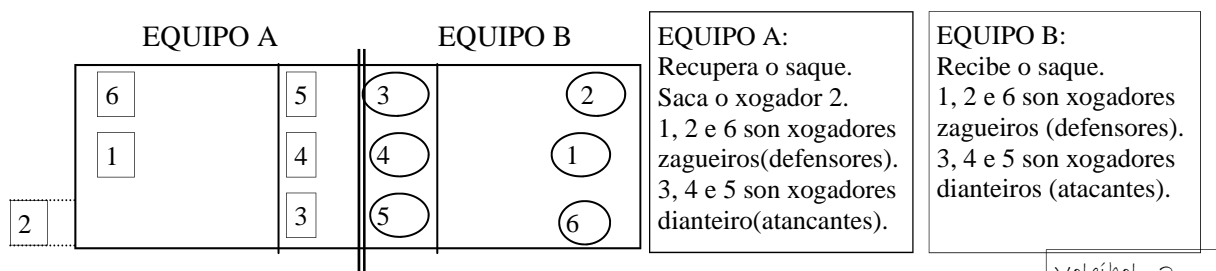 EQUIPO A EQUIPO B
6 5 3 2
1 4 4 1
2 3 5 6
EQUIPO A:
Recupera o saque.
Saca o xogador 2.
1, 2 e 6 son xogadores
zagueiros(defensores).
3, 4 e 5 son xogadores
dianteiro(atancantes).
EQUIPO B:
Recibe o saque.
1, 2 e 6 son xogadores
zagueiros (defensores).
3, 4 e 5 son xogadores
dianteiros (atacantes).